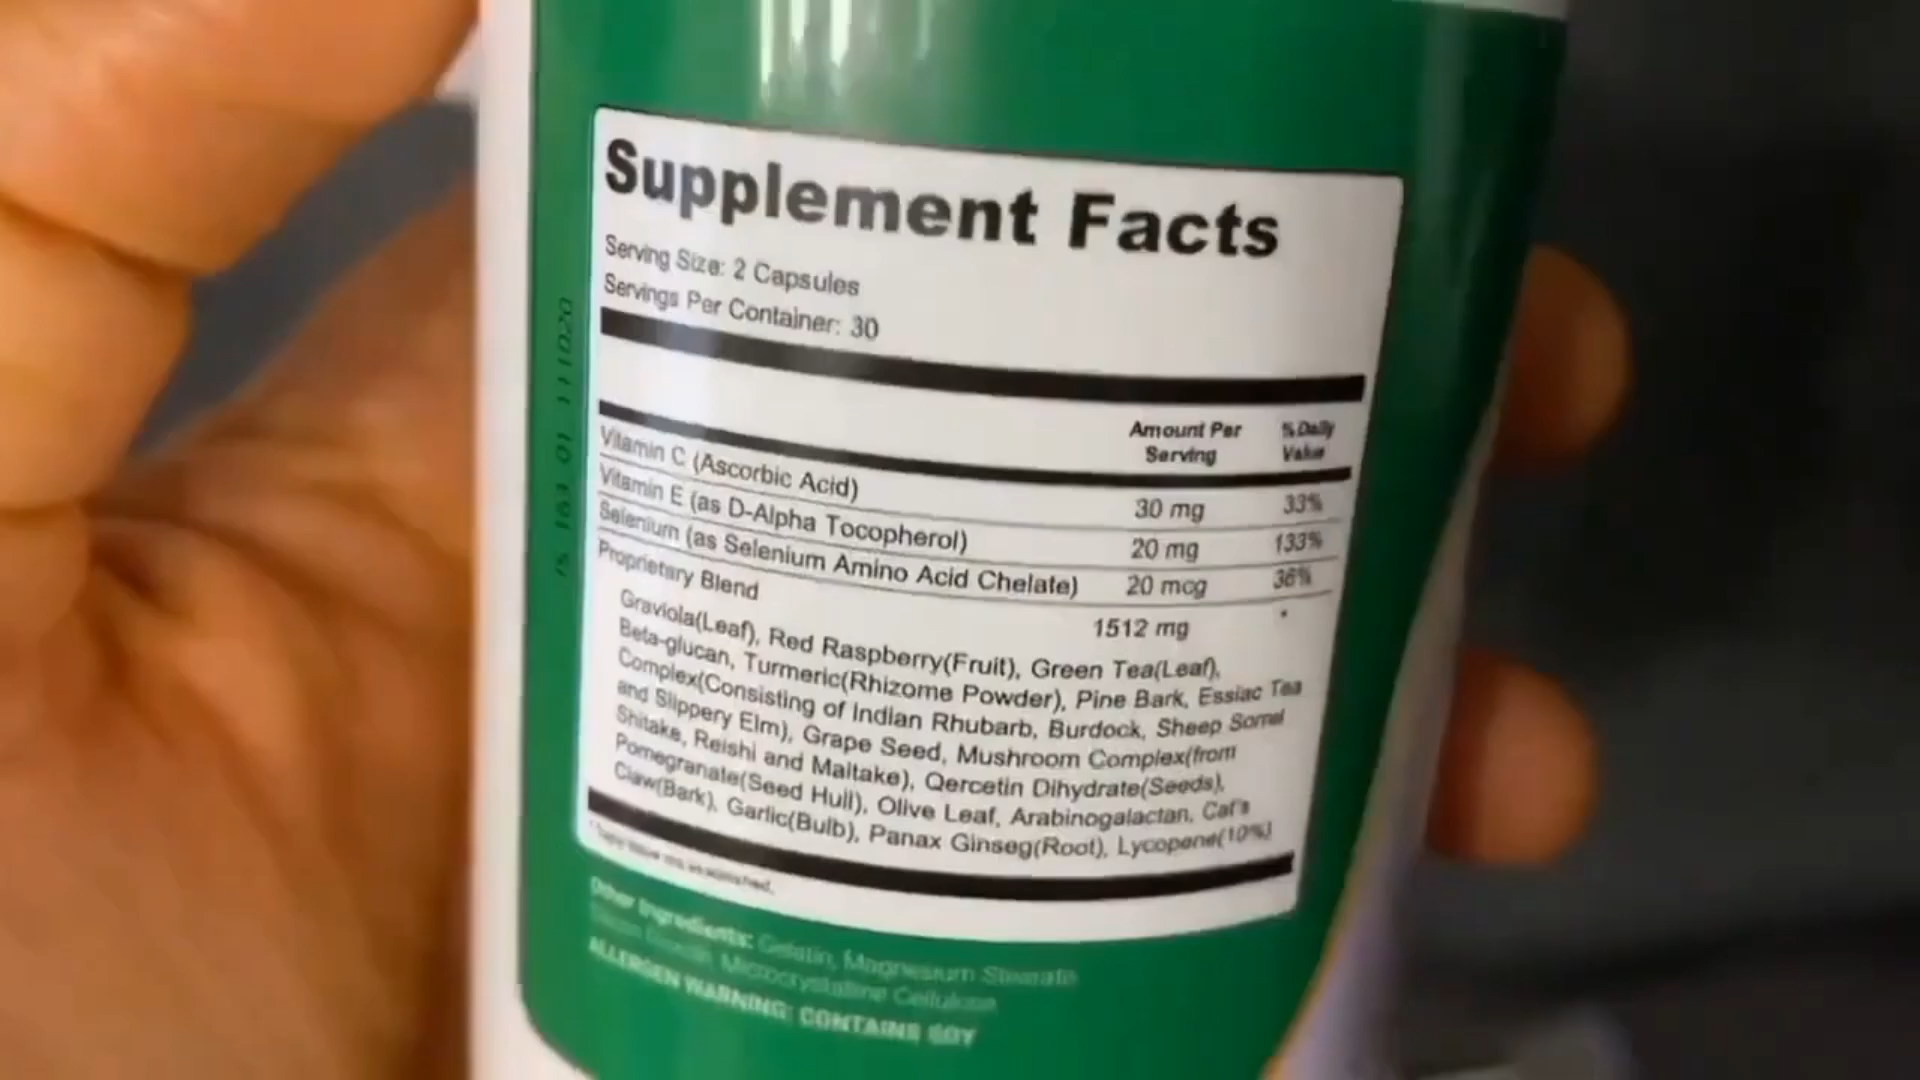 Supplement Facts
Serving Size: 2 Capsules
Servings Per Container: 30
Amount Per Serving
% Daily Value
Vitamin C (Ascorbic Acid) 30 mg 33%
Vitamin E (as D-Alpha Tocopherol) 20 mg 133%
Selenium (as Selenium Amino Acid Chelate) 20 mcg 36%
Proprietary Blend 1512 mg *
Graviola(Leaf), Red Raspberry(Fruit), Green Tea(Leaf),
Beta-glucan, Turmeric(Rhizome Powder), Pine Bark, Essiac Tea
Complex(Consisting of Indian Rhubarb, Burdock, Sheep Sorrel
and Slippery Elm), Grape Seed, Mushroom Complex(from
Shitake, Reishi and Maitake), Qercetin Dihydrate(Seeds),
Pomegranate(Seed Hull), Olive Leaf, Arabinogalactan, Cat's
Claw(Bark), Garlic(Bulb), Panax Ginseg(Root), Lycopene(10%)
Other Ingredients: Gelatin, Magnesium Stearate
Microcrystalline Cellulose
ALLERGEN WARNING: CONTAINS SOY